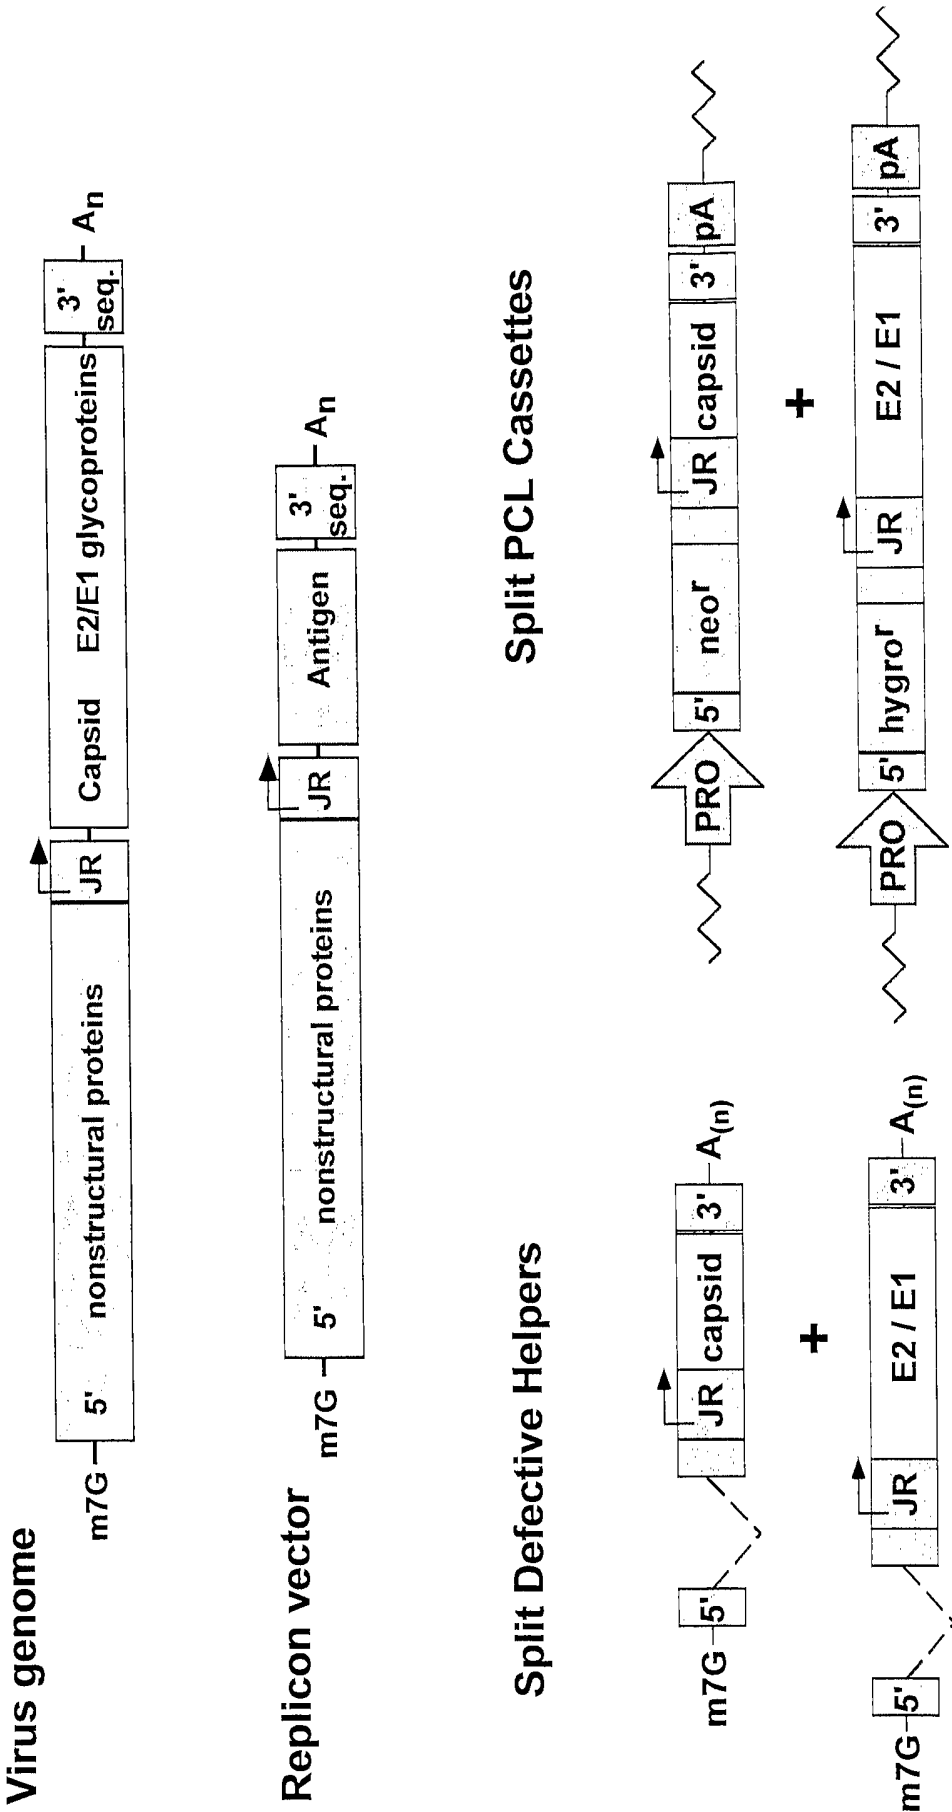 Virus genome
m7G
5' nonstructural proteins
JR
Capsid E2/E1 glycoproteins
3'
seq.
An
Replicon vector
m7G
5' nonstructural proteins
JR
Antigen
3'
seq.
An
Split Defective Helpers
m7G
5'
JR
capsid
3'
A(n)
+
m7G
5'
JR
E2 / E1
3'
A(n)
Split PCL Cassettes
PRO
5'
neor
JR
capsid
3'
pA
+
PRO
5'
hygror
JR
E2 / E1
3'
pA